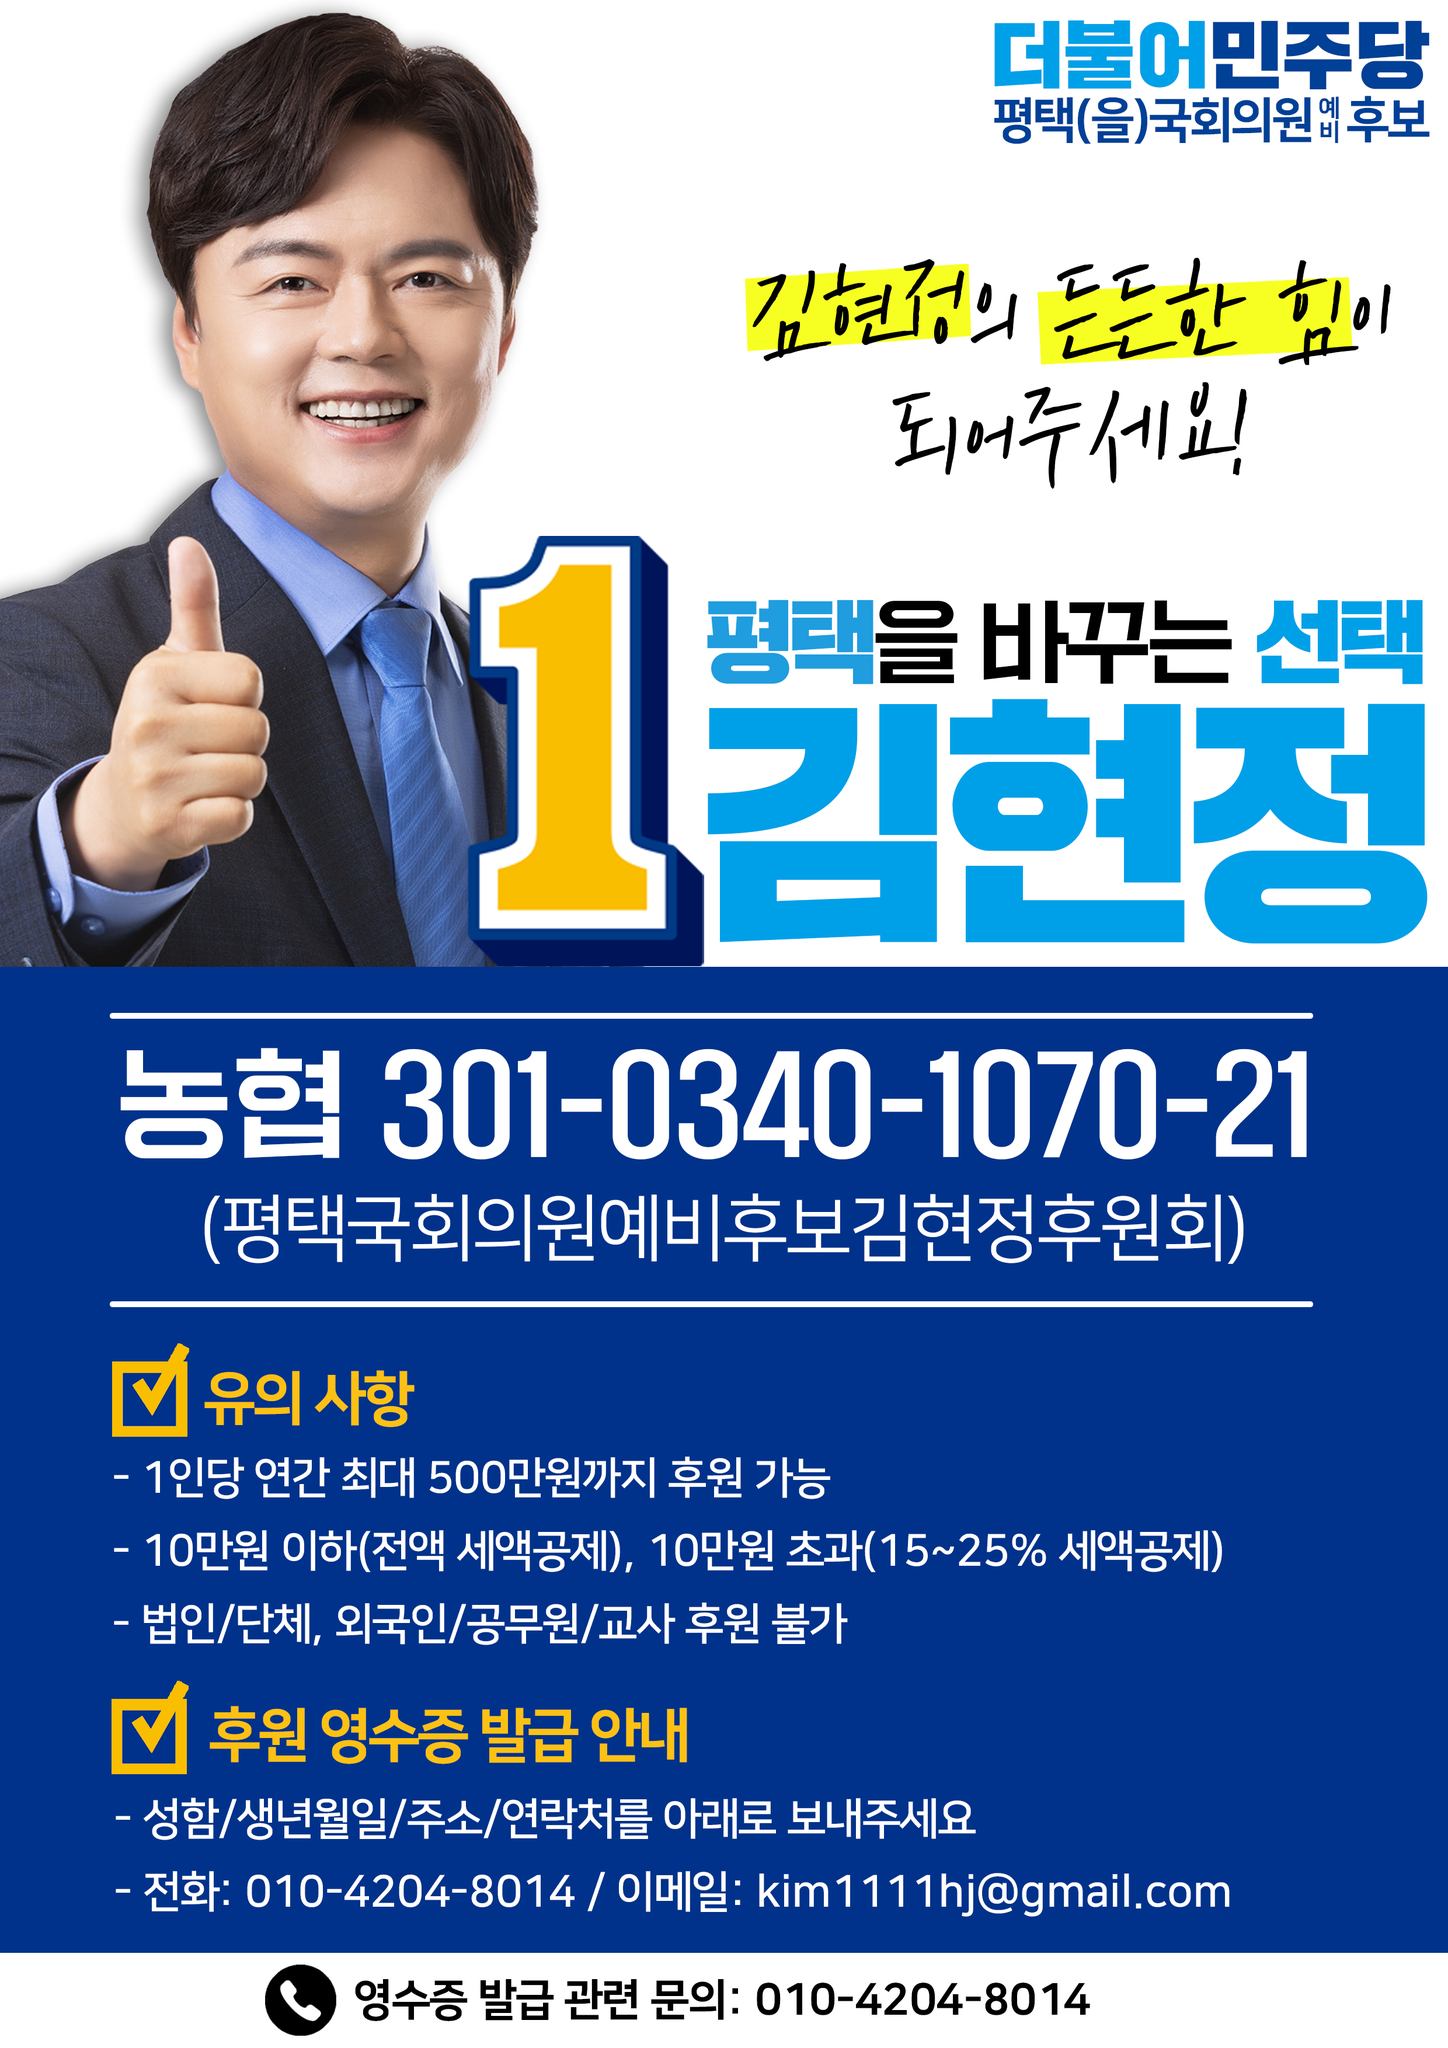 더불어민주당
평택(을)국회의원예비후보
김현정의 든든한 힘이
되어주세요!
1
평택을 바꾸는 선택
김현정
농협 301-0340-1070-21
(평택국회의원예비후보김현정후원회)
유의 사항
- 1인당 연간 최대 500만원까지 후원 가능
- 10만원 이하(전액 세액공제), 10만원 초과(15~25% 세액공제)
- 법인/단체, 외국인/공무원/교사 후원 불가
후원 영수증 발급 안내
- 성함/생년월일/주소/연락처를 아래로 보내주세요
- 전화: 010-4204-8014 / 이메일: kim1111hj@gmail.com
영수증 발급 관련 문의: 010-4204-8014